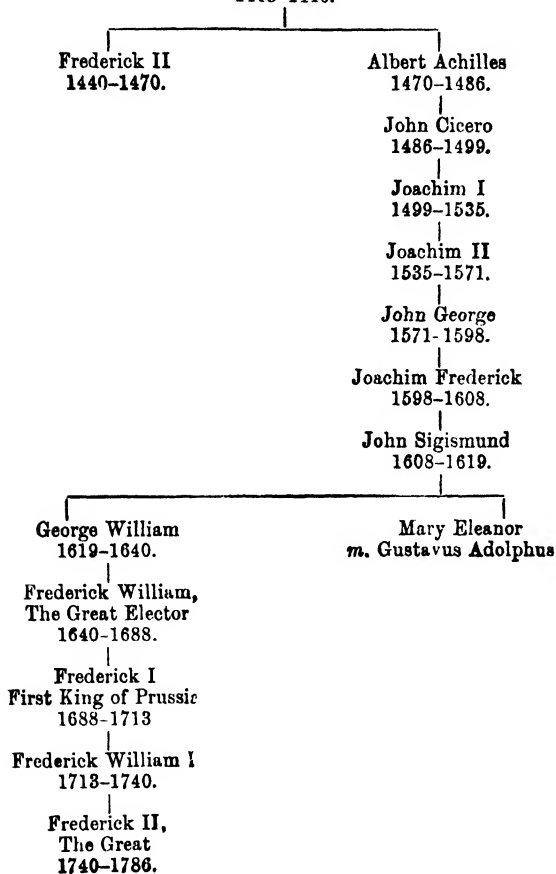 Frederick II
1440–1470.
Albert Achilles
1470–1486.
John Cicero
1486–1499.
Joachim I
1499–1535.
Joachim II
1535–1571.
John George
1571-1598.
Joachim Frederick
1598–1608.
John Sigismund
1608–1619.
George William
1619–1640.
Mary Eleanor
m. Gustavus Adolphus
Frederick William,
The Great Elector
1640-1688.
Frederick I
First King of Prussia
1688-1713
Frederick William I
1713-1740.
Frederick II,
The Great
1740–1786.